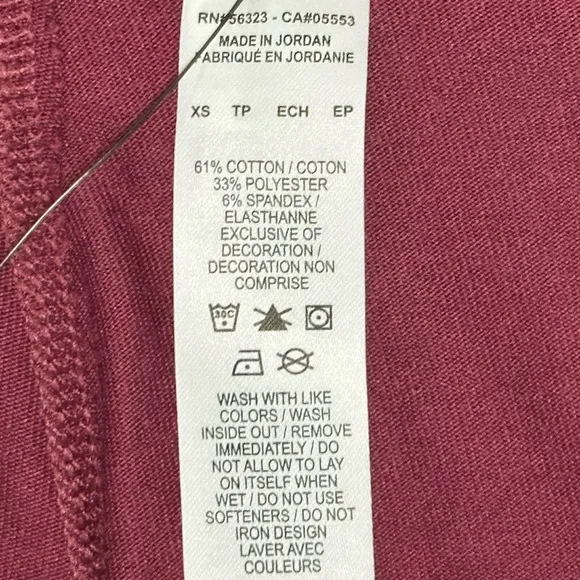 RN#56323 - CA#05553
MADE IN JORDAN
FABRIQUÉ EN JORDANIE
XS TP ECH EP
61% COTTON / COTON
33% POLYESTER
6% SPANDEX /
ELASTHANNE
EXCLUSIVE OF
DECORATION /
DECORATION NON
COMPRISE
30C
WASH WITH LIKE
COLORS / WASH
INSIDE OUT / REMOVE
IMMEDIATELY / DO
NOT ALLOW TO LAY
ON ITSELF WHEN
WET / DO NOT USE
SOFTENERS / DO NOT
IRON DESIGN
LAVER AVEC
COULEURS